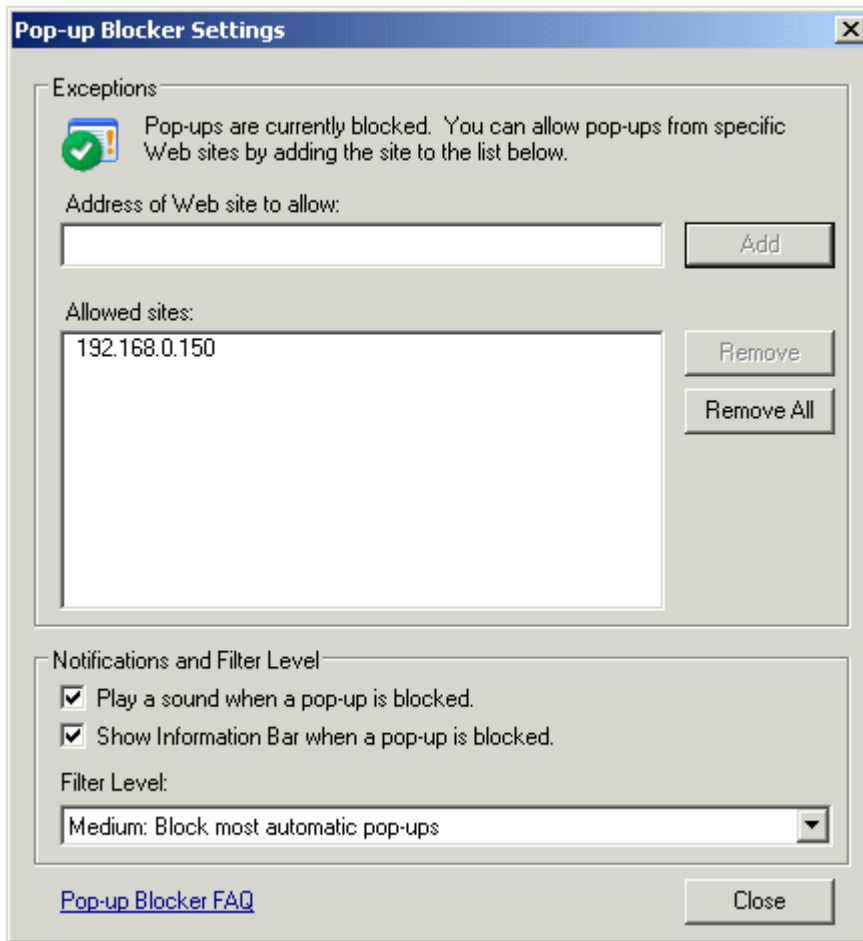 Pop-up Blocker Settings
Exceptions
Pop-ups are currently blocked.  You can allow pop-ups from specific
Web sites by adding the site to the list below.
Address of Web site to allow:
Add
Allowed sites:
192.168.0.150
Remove
Remove All
Notifications and Filter Level
Play a sound when a pop-up is blocked.
Show Information Bar when a pop-up is blocked.
Filter Level:
Medium: Block most automatic pop-ups
Pop-up Blocker FAQ
Close